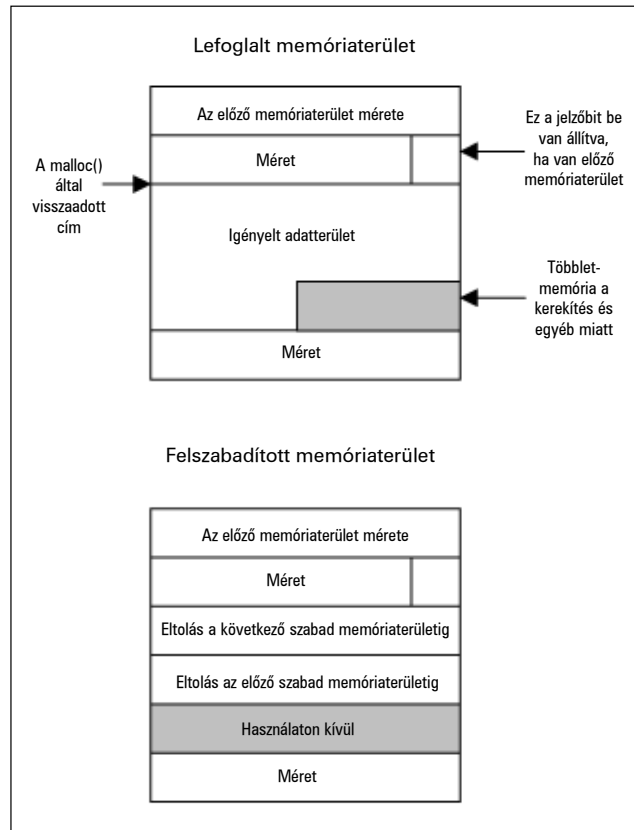 Lefoglalt memóriaterület
Az előző memóriaterület mérete
Méret
Ez a jelzőbit be
van állítva,
ha van előző
memóriaterület
A malloc()
által
visszaadott
cím
Igényelt adatterület
Többlet-
memória a
kerekítés és
egyéb miatt
Méret
Felszabadított memóriaterület
Az előző memóriaterület mérete
Méret
Eltolás a következő szabad memóriaterületig
Eltolás az előző szabad memóriaterületig
Használaton kívül
Méret